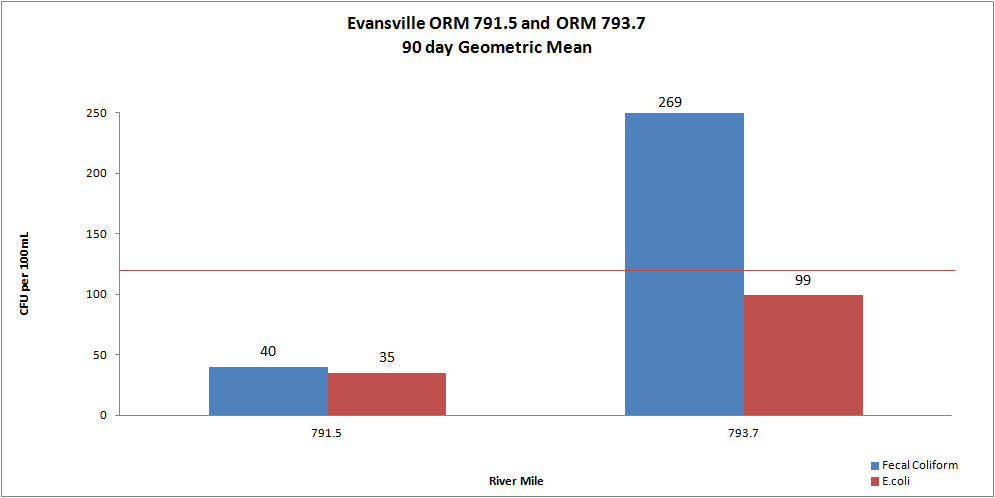 Evansville ORM 791.5 and ORM 793.7
90 day Geometric Mean
269
250
200
150
100
50
0
CFU per 100mL
40
35
99
791.5
793.7
River Mile
Fecal Coliform
E.coli